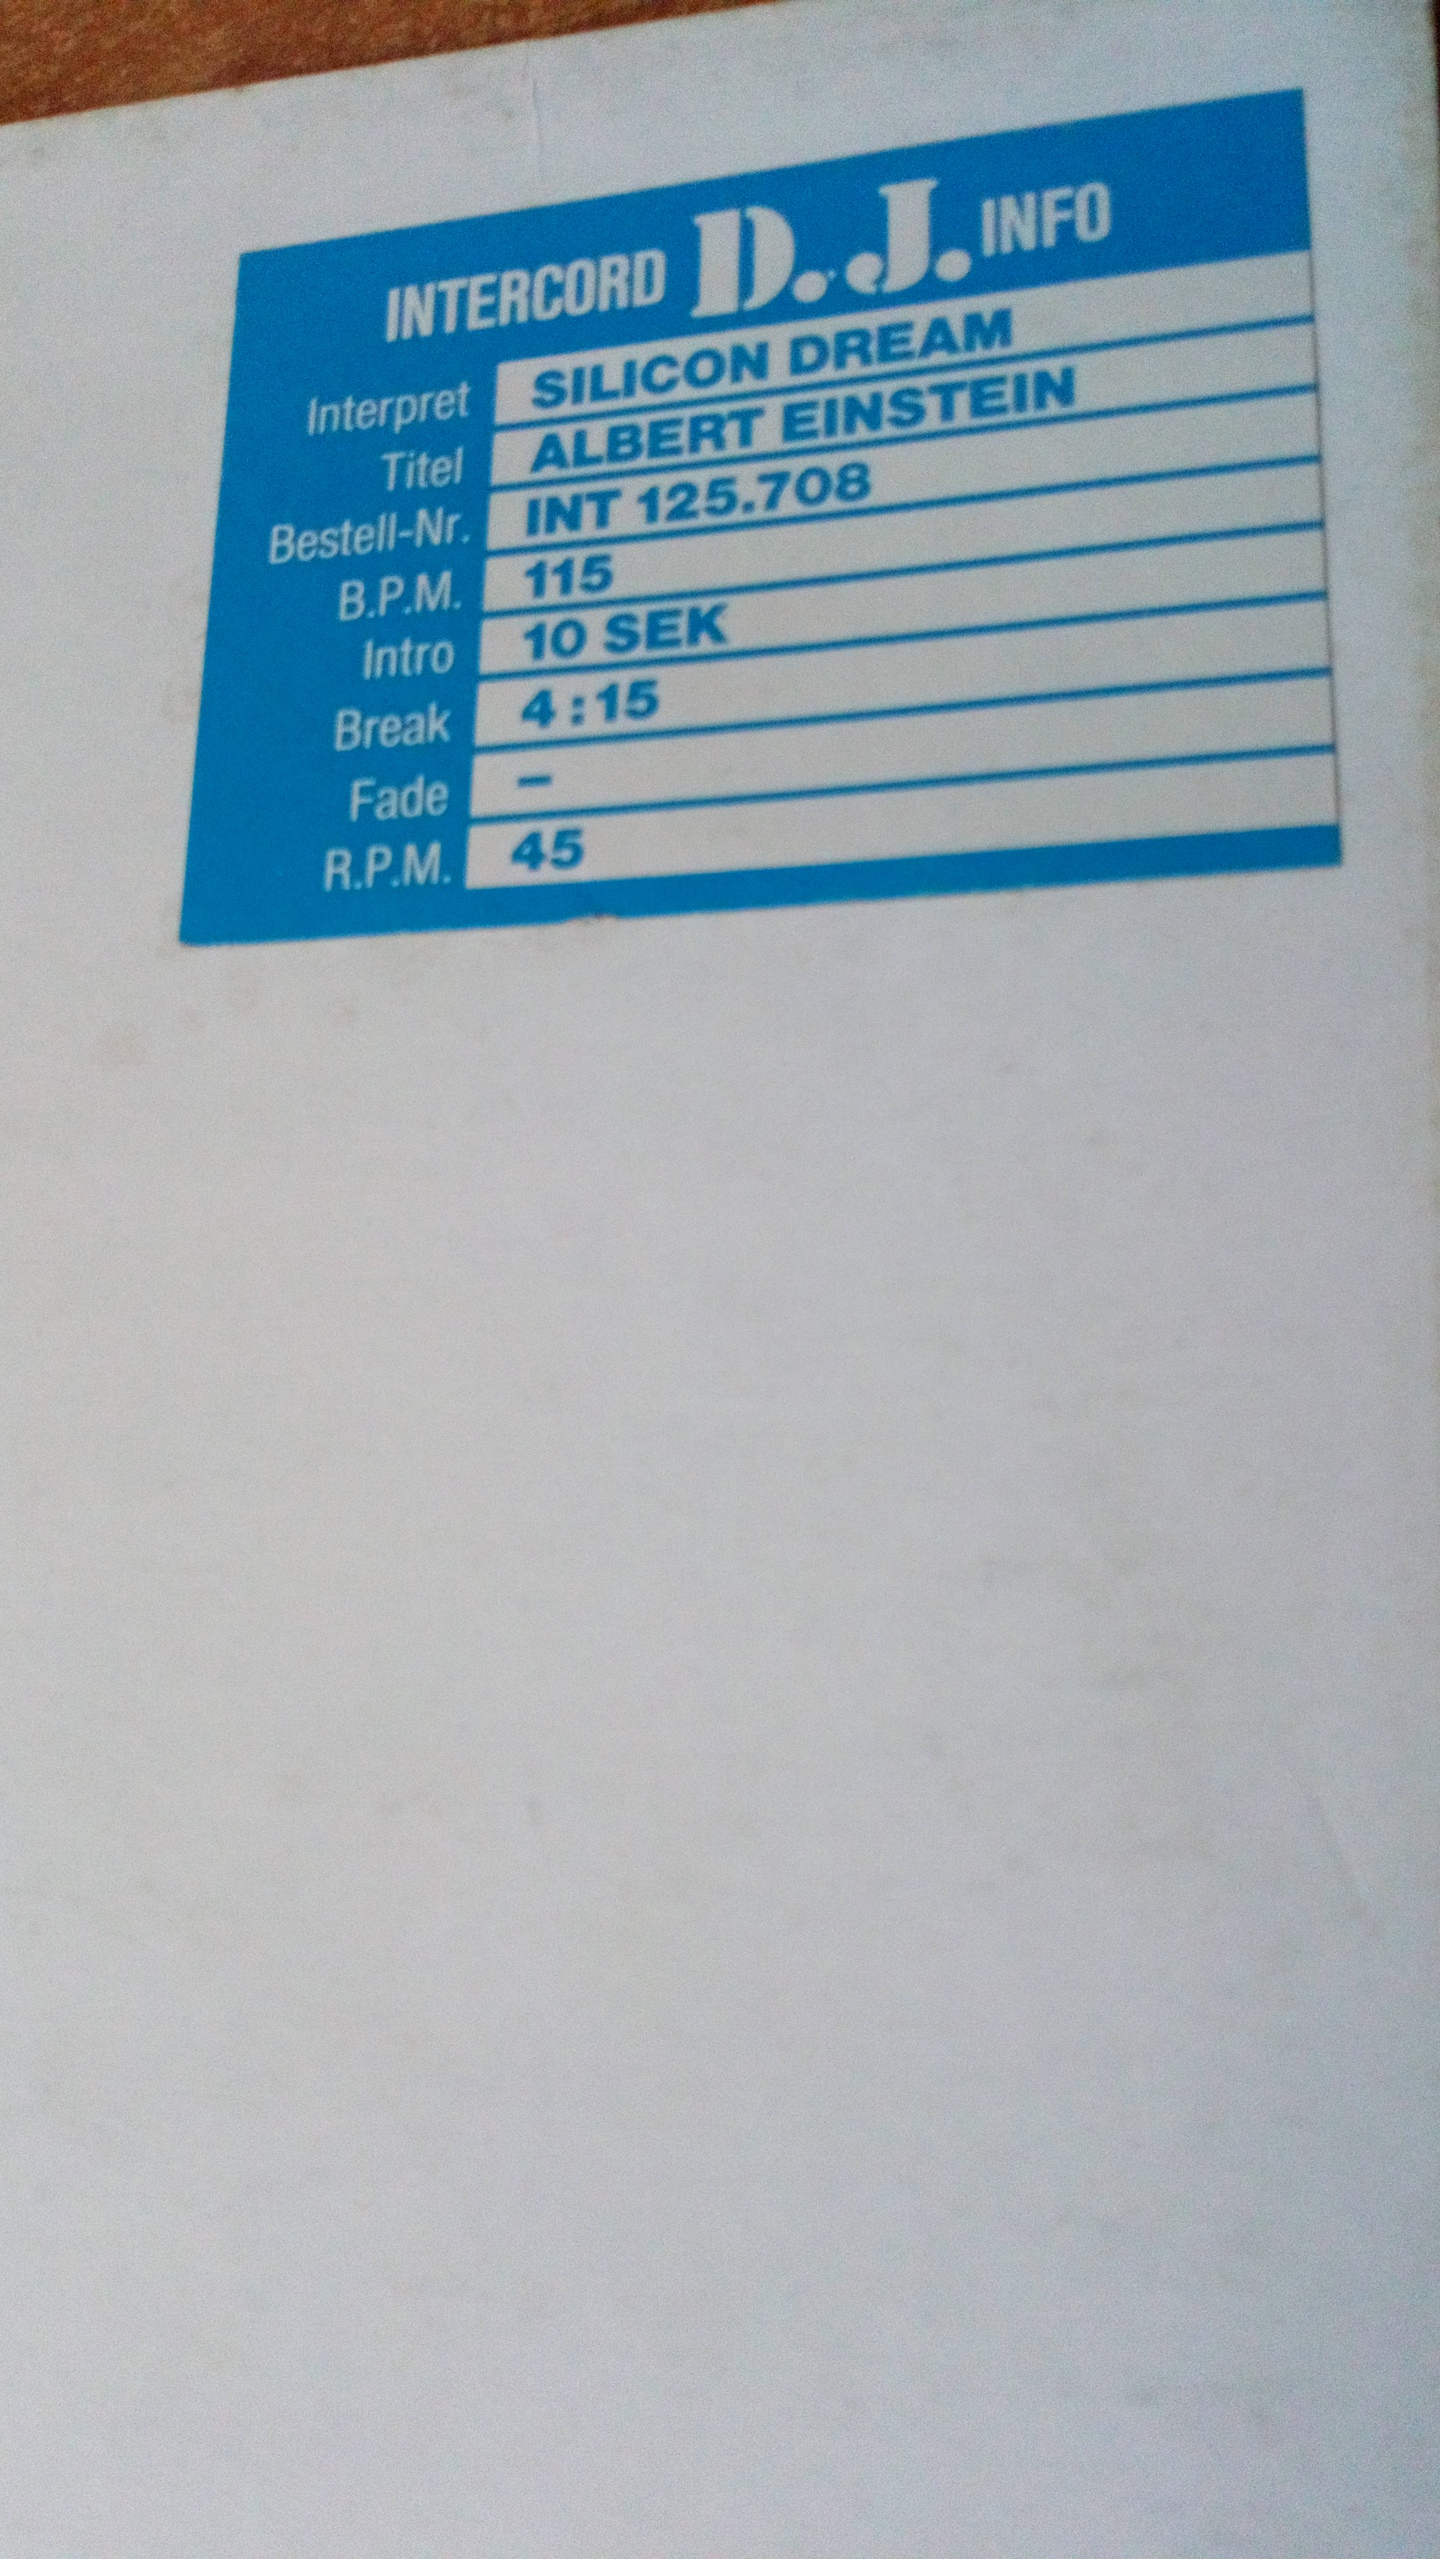 INTERCORD D.J. INFO
Interpret SILICON DREAM
Titel ALBERT EINSTEIN
Bestell-Nr. INT 125.708
B.P.M. 115
Intro 10 SEK
Break 4:15
Fade –
R.P.M. 45